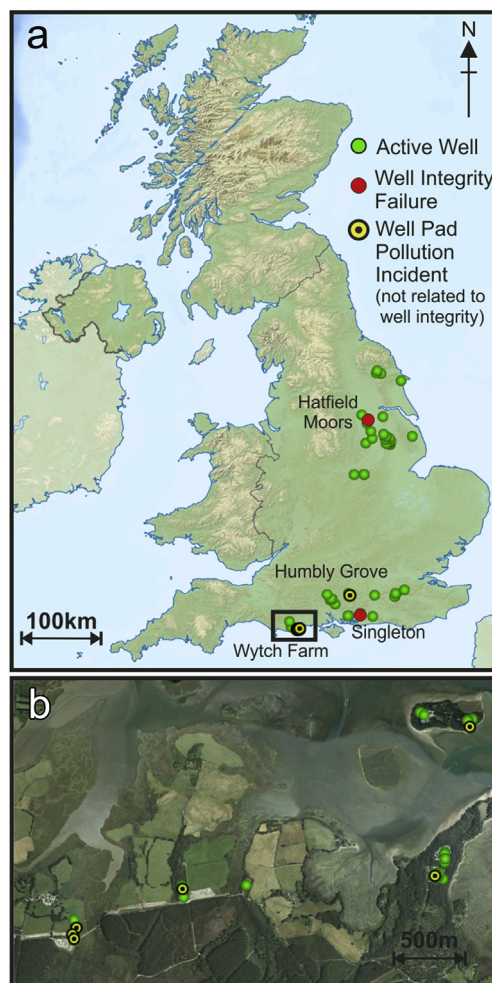 a
N
Active Well
Well Integrity
Failure
Well Pad
Pollution
Incident
(not related to
well integrity)
Hatfield
Moors
Humbly Grove
100km
Singleton
Wytch Farm
b
500m